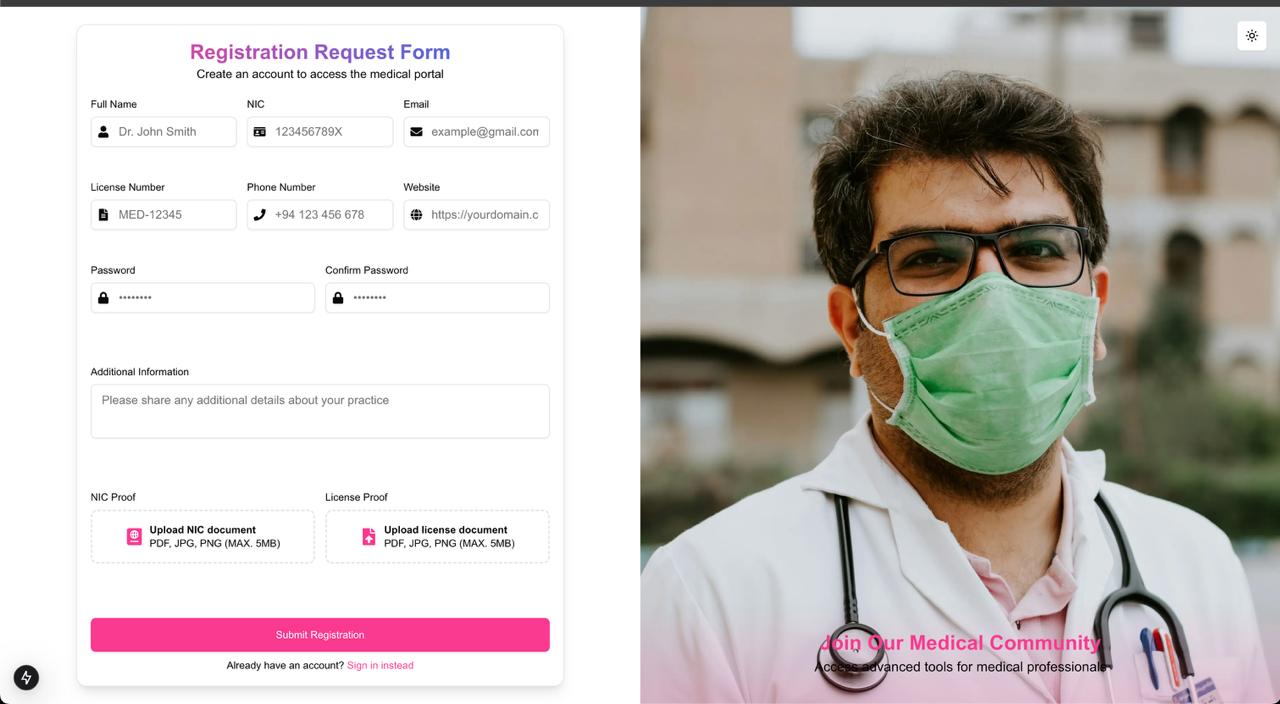 Registration Request Form
Create an account to access the medical portal
Full Name
NIC
Email
Dr. John Smith
123456789X
example@gmail.com
License Number
Phone Number
Website
MED-12345
+94 123 456 678
https://yourdomain.c
Password
Confirm Password
••••••••
••••••••
Additional Information
Please share any additional details about your practice
NIC Proof
License Proof
Upload NIC document
PDF, JPG, PNG (MAX. 5MB)
Upload license document
PDF, JPG, PNG (MAX. 5MB)
Submit Registration
Already have an account? Sign in instead
Join Our Medical Community
Access advanced tools for medical professionals